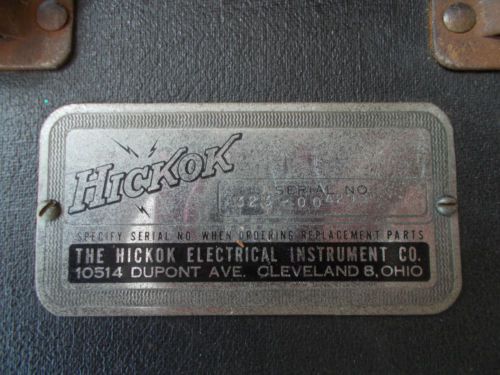 HICKOK
SERIAL NO.
SPECIFY SERIAL NO. WHEN ORDERING REPLACEMENT PARTS
THE HICKOK ELECTRICAL INSTRUMENT CO.
10514 DUPONT AVE. CLEVELAND 8, OHIO